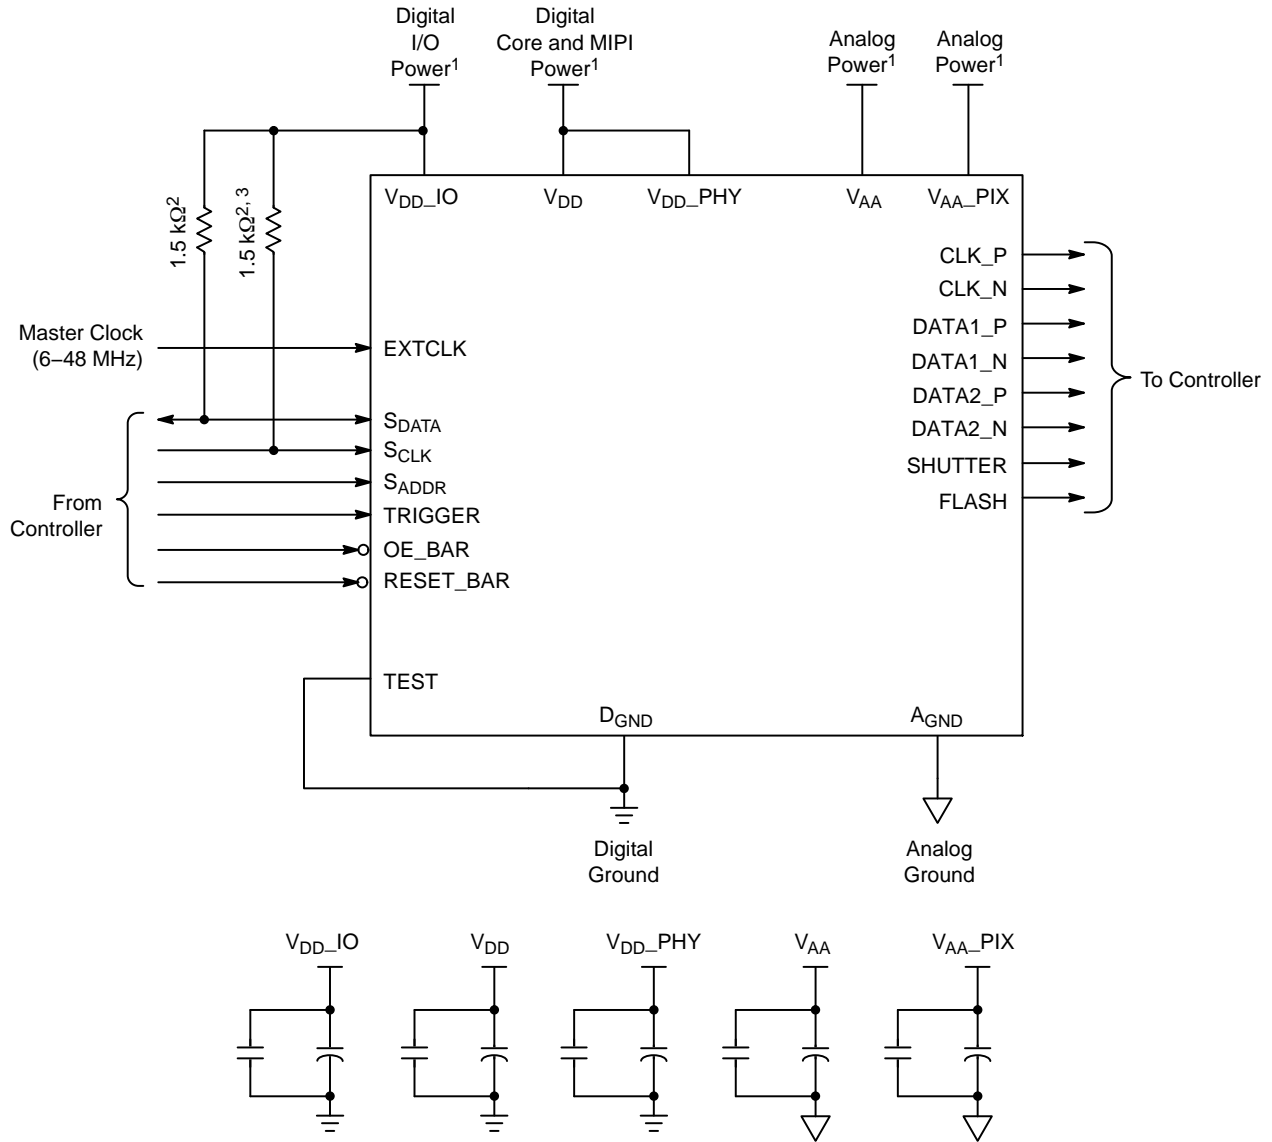 Digital
I/O
Power1
Digital
Core and MIPI
Power1
Analog
Power1
Analog
Power1
1.5 kΩ2
1.5 kΩ2, 3
VDD_IO
VDD
VDD_PHY
VAA
VAA_PIX
Master Clock
(6–48 MHz)
EXTCLK
SDATA
SCLK
SADDR
TRIGGER
OE_BAR
RESET_BAR
From
Controller
TEST
CLK_P
CLK_N
DATA1_P
DATA1_N
DATA2_P
DATA2_N
SHUTTER
FLASH
To Controller
DGND
AGND
Digital
Ground
Analog
Ground
VDD_IO
VDD
VDD_PHY
VAA
VAA_PIX